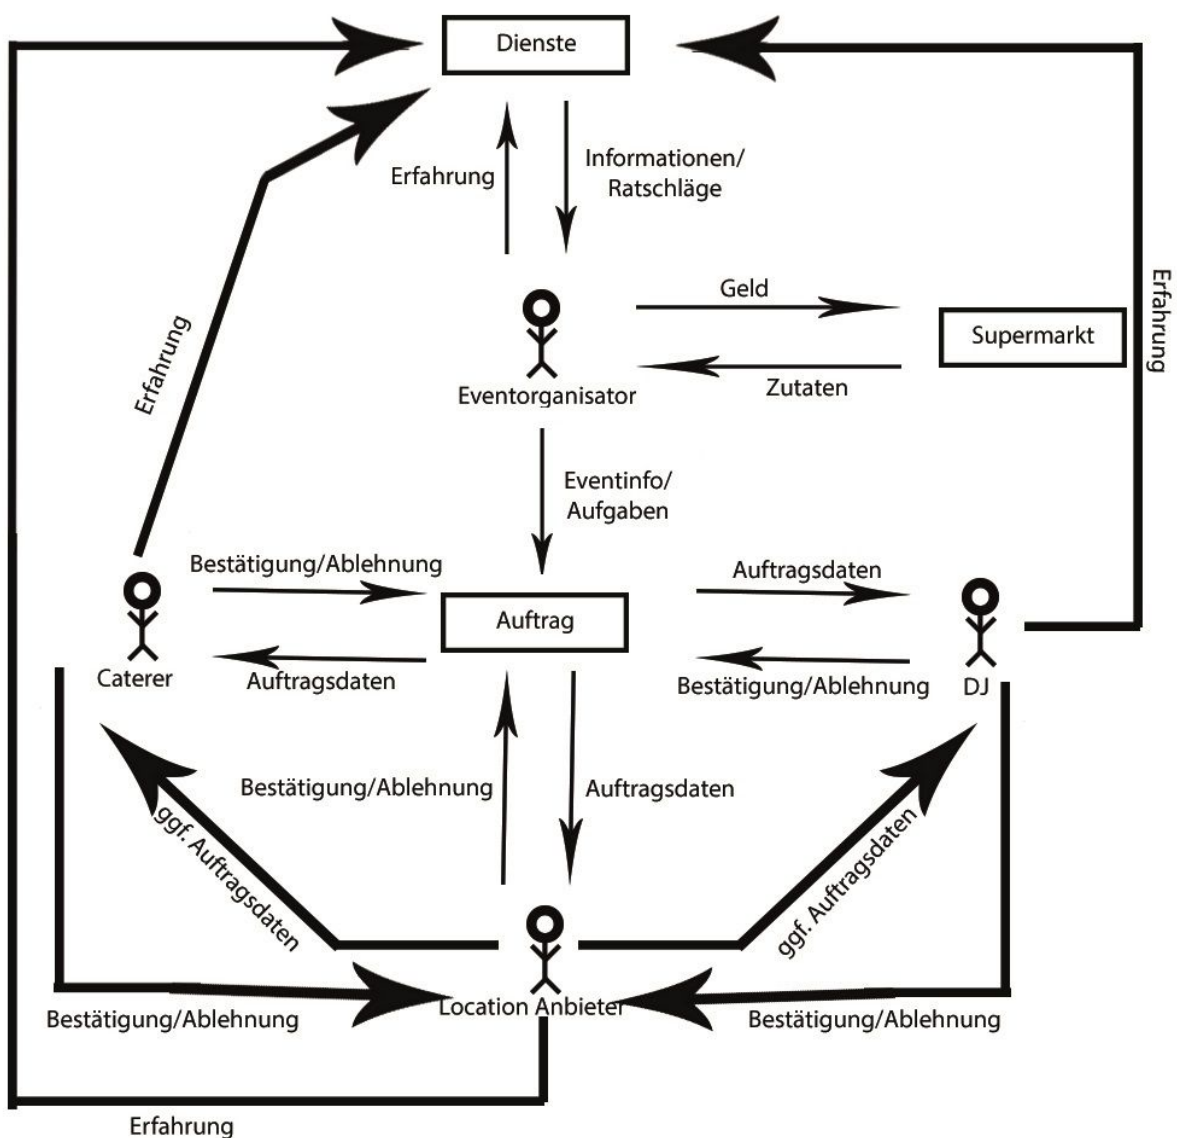 Dienste
Erfahrung
Informationen/
Ratschläge
Geld
Supermarkt
Zutaten
Erfahrung
Erfahrung
Eventorganisator
Eventinfo/
Aufgaben
Bestätigung/Ablehnung
Auftragsdaten
Auftrag
Caterer
Auftragsdaten
Bestätigung/Ablehnung
DJ
Bestätigung/Ablehnung
Auftragsdaten
ggf. Auftragsdaten
ggf. Auftragsdaten
Location Anbieter
Bestätigung/Ablehnung
Bestätigung/Ablehnung
Erfahrung